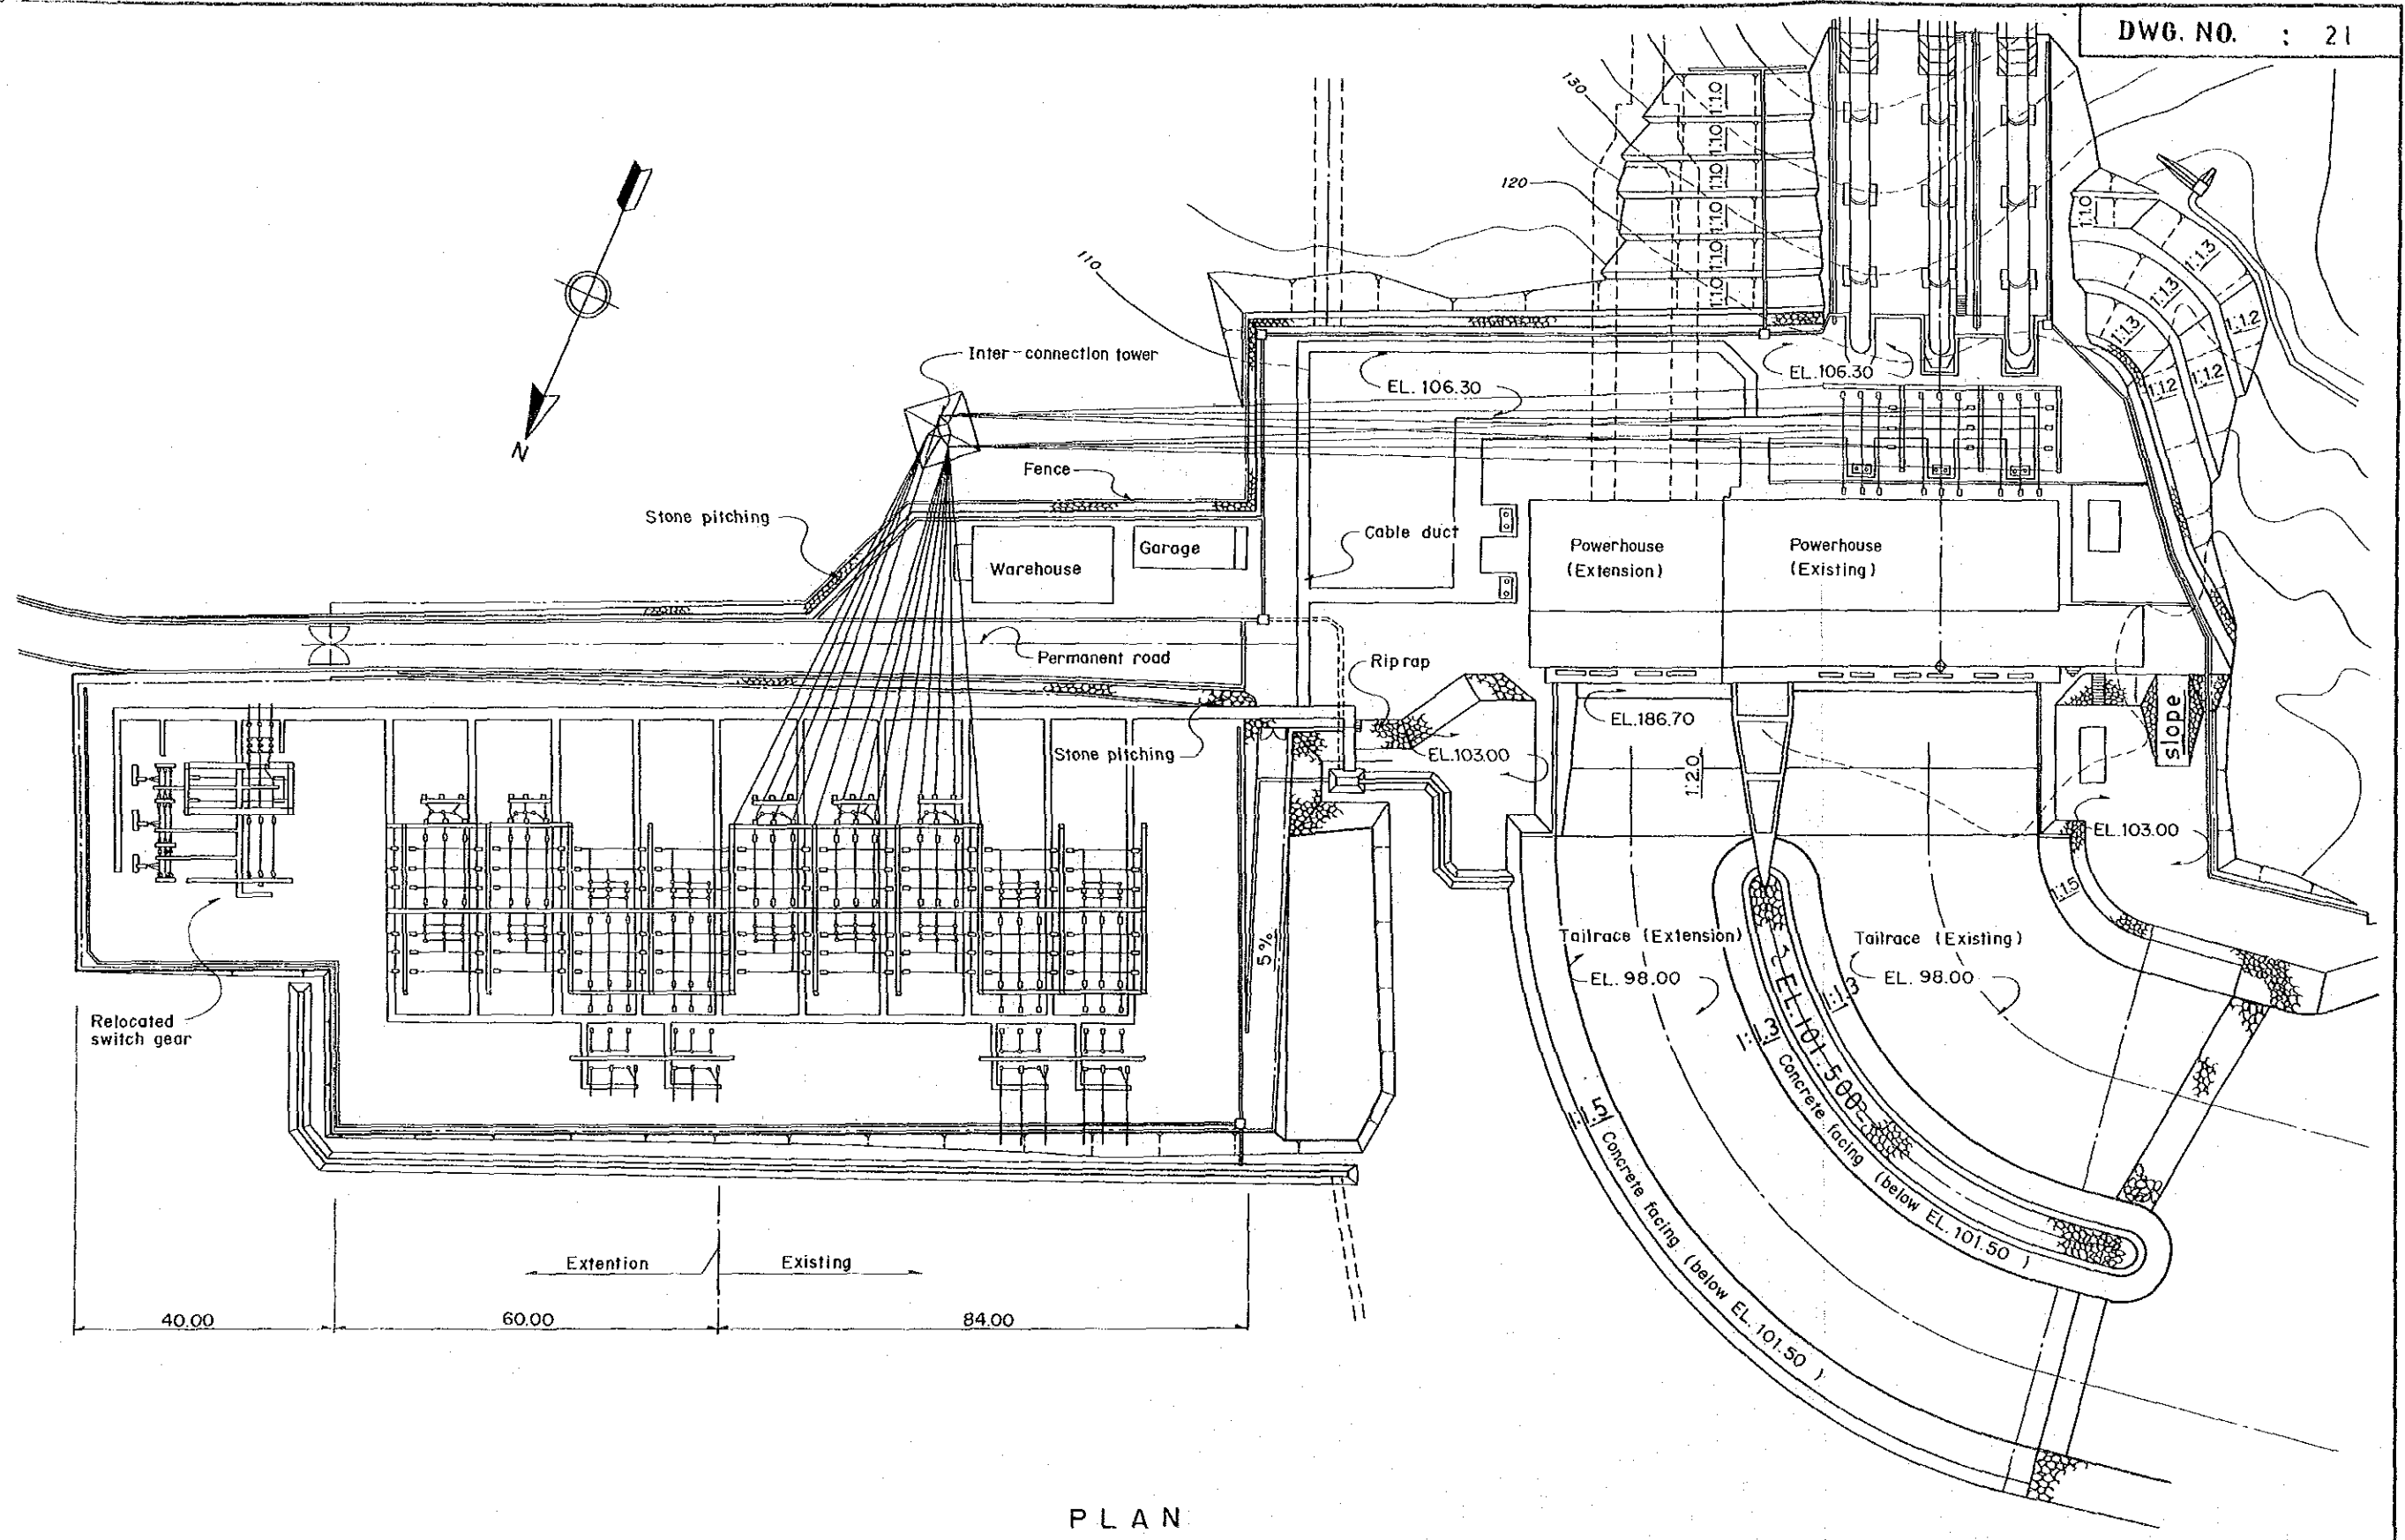 DWG. NO. : 21
130
120
110
1:1.0
1:1.0
1:1.0
1:1.0
1:1.0
1:1.0
1:1.0
1:1.3
1:1.3
1:1.3
1:1.2
1:1.2
1:1.2
N
Inter-connection tower
EL. 106.30
EL. 106.30
Fence
Stone pitching
Cable duct
Warehouse
Garage
Powerhouse
(Extension)
Powerhouse
(Existing)
Permanent road
Rip rap
Stone pitching
EL.103.00
EL.186.70
1:2.0
slope
EL.103.00
1:1.5
5%
Tailrace (Extension)
EL. 98.00
Tailrace (Existing)
EL. 98.00
1:1.3
EL.101.500
1:1.3
Concrete facing (below EL. 101.50 )
1:1.5
Concrete facing (below EL. 101.50 )
Relocated
switch gear
Extention
Existing
40.00
60.00
84.00
PLAN